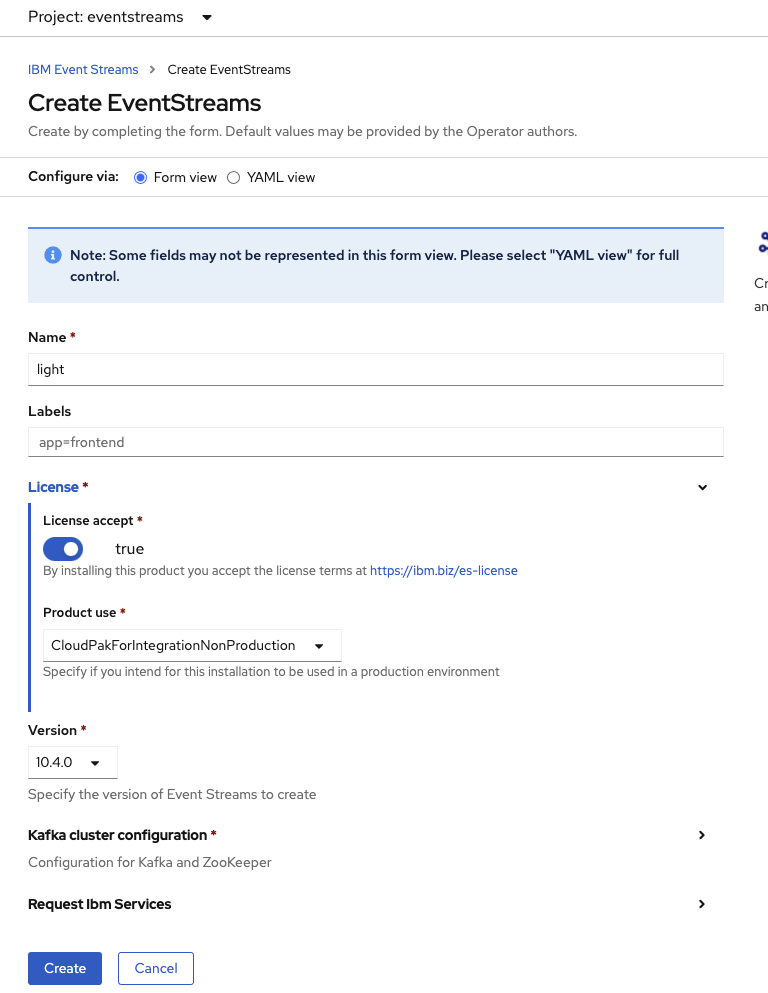 Project: eventstreams
IBM Event Streams > Create EventStreams
Create EventStreams
Create by completing the form. Default values may be provided by the Operator authors.
Configure via: Form view YAML view
Note: Some fields may not be represented in this form view. Please select "YAML view" for full
control.
Cr
an
Name *
light
Labels
app=frontend
License *
License accept *
true
By installing this product you accept the license terms at https://ibm.biz/es-license
Product use *
CloudPakForIntegrationNonProduction
Specify if you intend for this installation to be used in a production environment
Version *
10.4.0
Specify the version of Event Streams to create
Kafka cluster configuration *
Configuration for Kafka and ZooKeeper
Request Ibm Services
Create Cancel